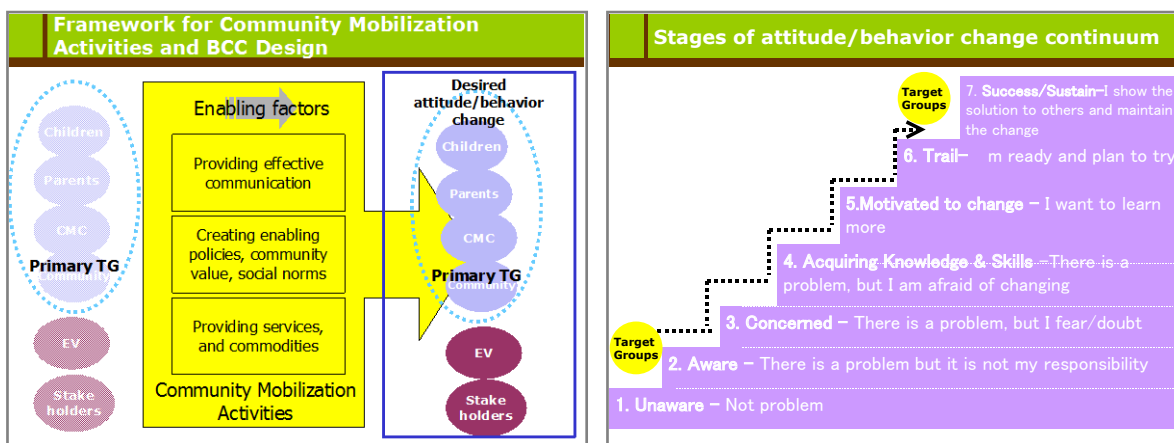 Framework for Community Mobilization
Activities and BCC Design
Children
Parents
CMC
Primary TG
Community
EV
Stake
holders
Enabling factors
Providing effective
communication
Creating enabling
policies, community
value, social norms
Providing services,
and commodities
Community Mobilization
Activities
Desired
attitude/behavior
change
Children
Parents
CMC
Primary TG
Community
EV
Stake
holders
Stages of attitude/behavior change continuum
Target
Groups
7. Success/Sustain–I show the
solution to others and maintain
the change
6. Trail– m ready and plan to try
5.Motivated to change – I want to learn
more
4. Acquiring Knowledge & Skills –There is a
problem, but I am afraid of changing
3. Concerned – There is a problem, but I fear/doubt
Target
Groups
2. Aware – There is a problem but it is not my responsibility
1. Unaware – Not problem